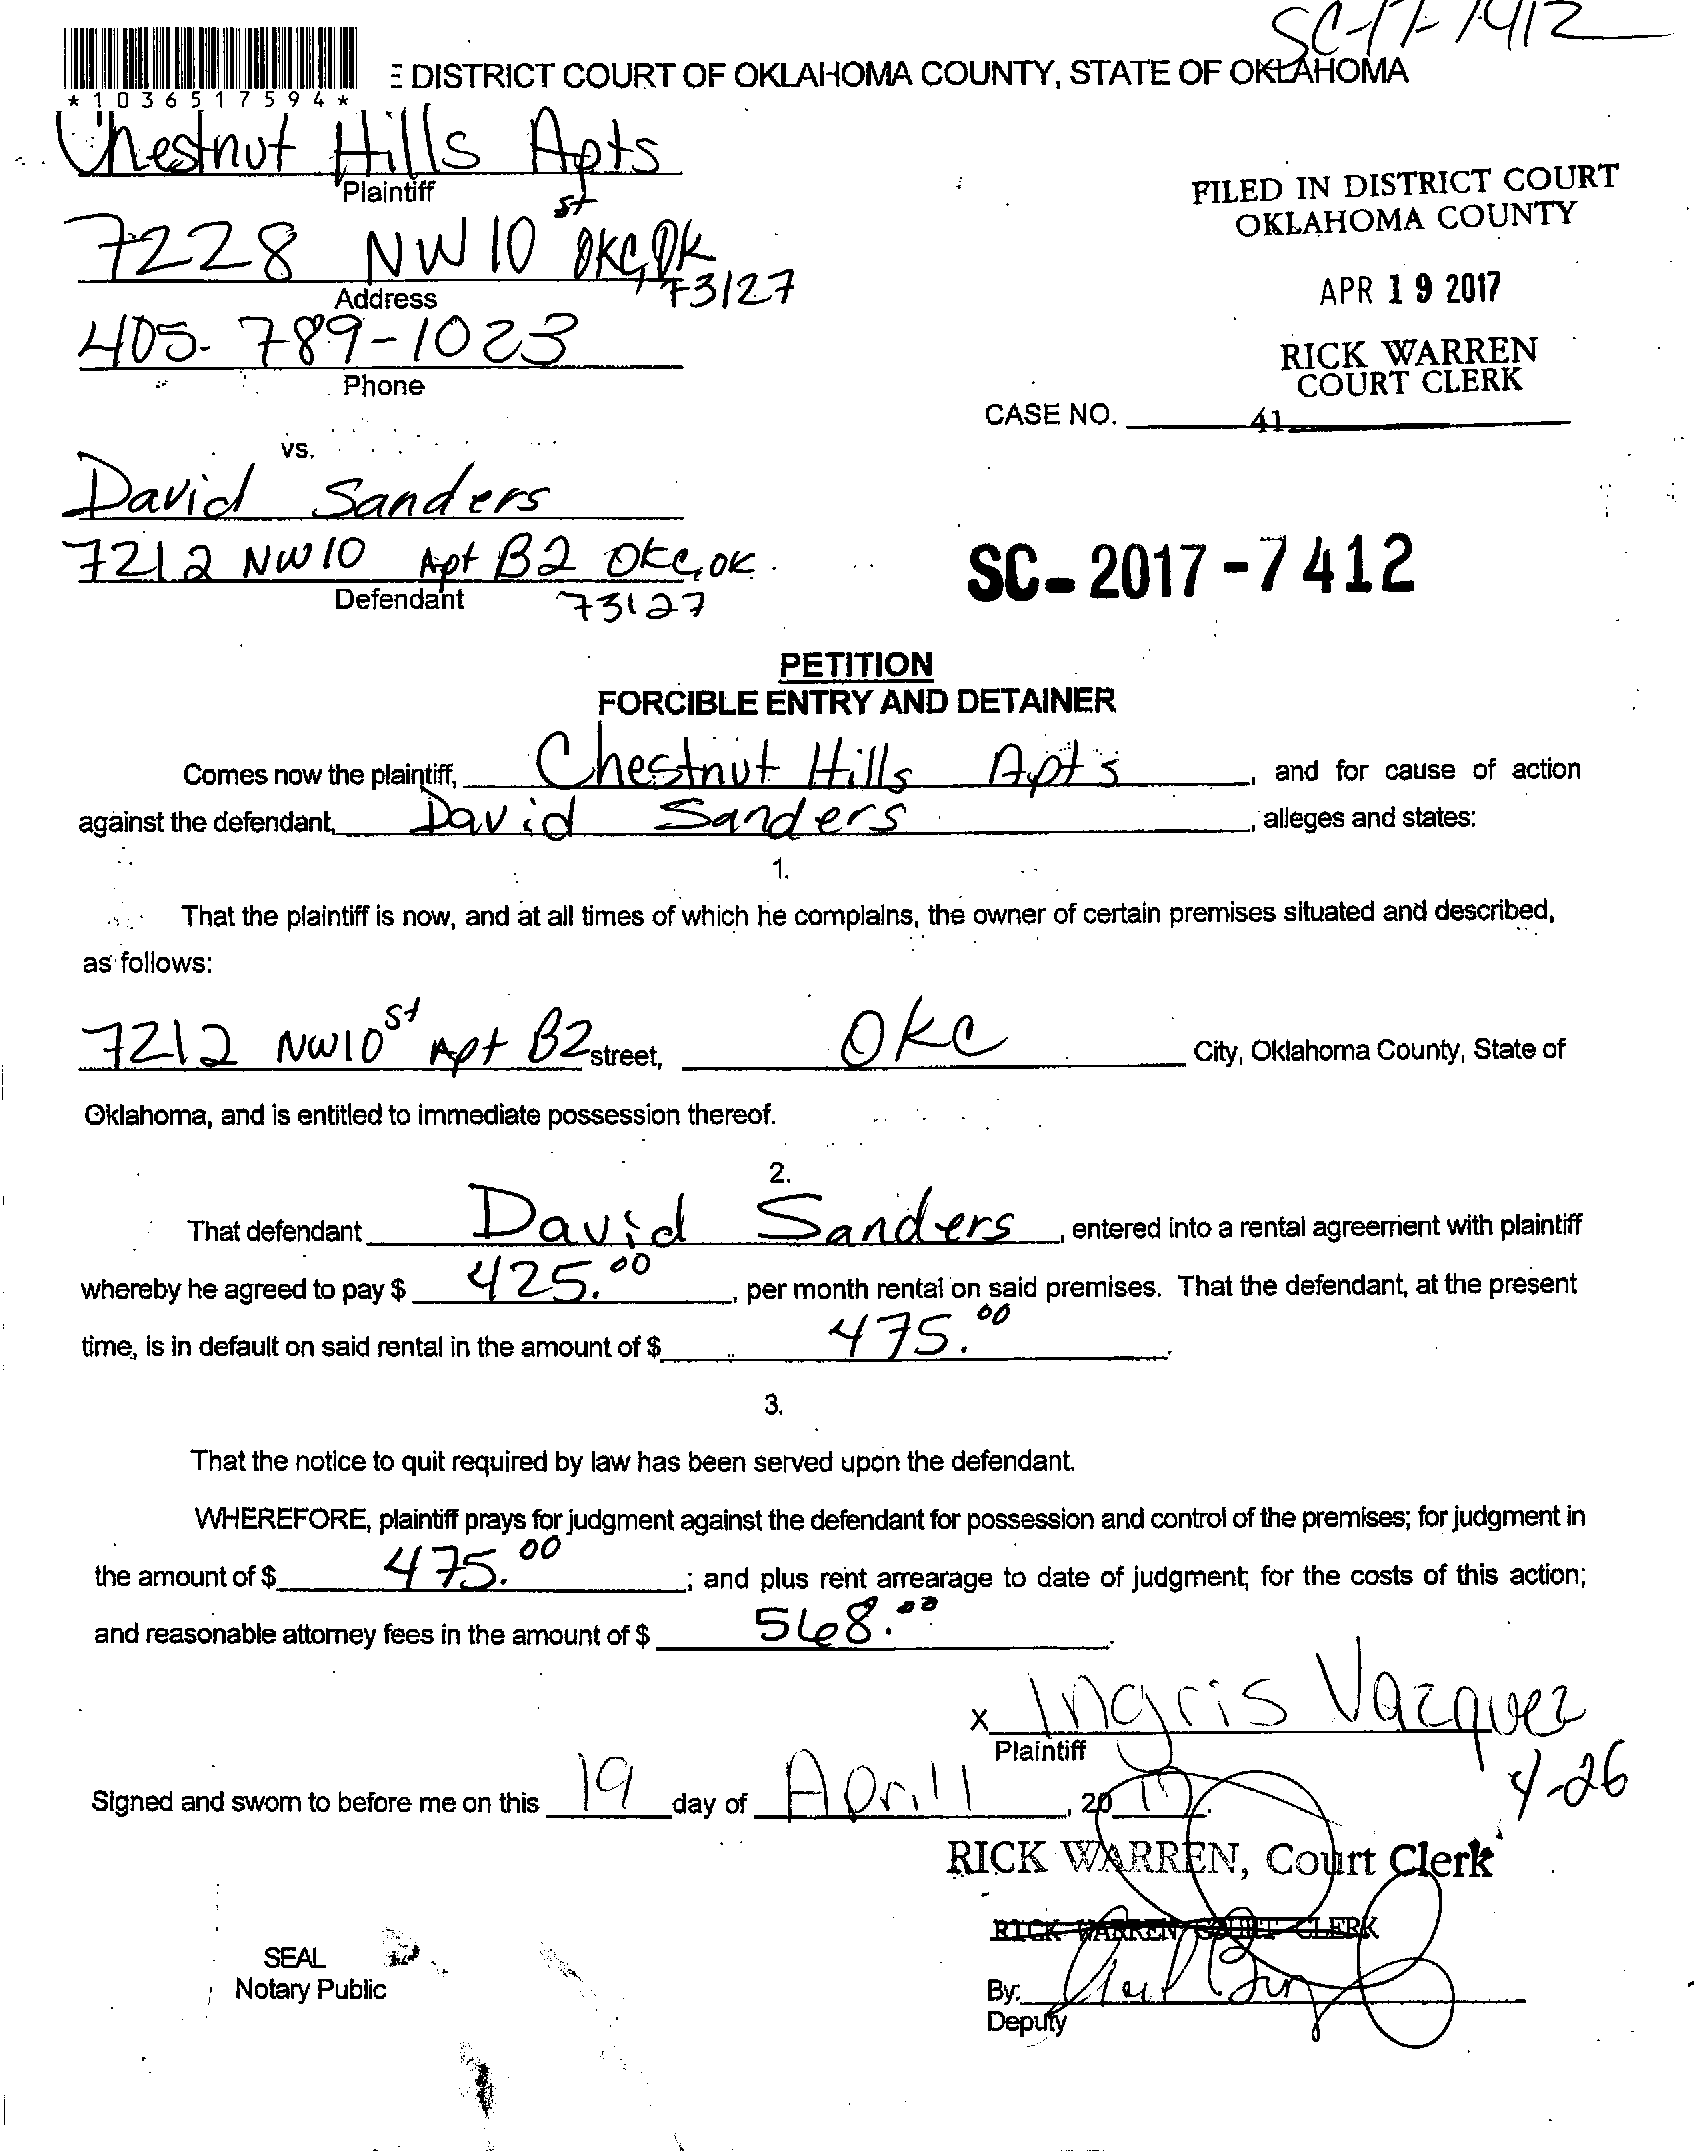 SC-17-7412
DISTRICT COURT OF OKLAHOMA COUNTY, STATE OF OKLAHOMA
*1036517594*
Chestnut Hills Apts
Plaintiff
7228 NW 10st OKC, OK
73127
Address
405-789-1023
Phone
FILED IN DISTRICT COURT
OKLAHOMA COUNTY
APR 19 2017
RICK WARREN
COURT CLERK
CASE NO. 41
vs.
David Sanders
7212 NW10 Apt B2 OKC, OK.
Defendant 73127
SC-2017-7412
PETITION
FORCIBLE ENTRY AND DETAINER
Comes now the plaintiff, Chestnut Hills Apt's, and for cause of action
against the defendant, David Sanders, alleges and states:
1.
That the plaintiff is now, and at all times of which he complains, the owner of certain premises situated and described,
as follows:
7212 NW10st Apt B2 street, OKC City, Oklahoma County, State of
Oklahoma, and is entitled to immediate possession thereof.
2.
That defendant David Sanders, entered into a rental agreement with plaintiff
whereby he agreed to pay $ 425.00, per month rental on said premises. That the defendant, at the present
time, is in default on said rental in the amount of $ 475.00.
3.
That the notice to quit required by law has been served upon the defendant.
WHEREFORE, plaintiff prays for judgment against the defendant for possession and control of the premises; for judgment in
the amount of $ 475.00; and plus rent arrearage to date of judgment; for the costs of this action;
and reasonable attorney fees in the amount of $ 568.00.
x Ingris Vazquez
Plaintiff
4-26
Signed and sworn to before me on this 19 day of April, 2017.
RICK WARREN, Court Clerk
RICK WARREN COURT CLERK
SEAL
Notary Public
By:
Deputy